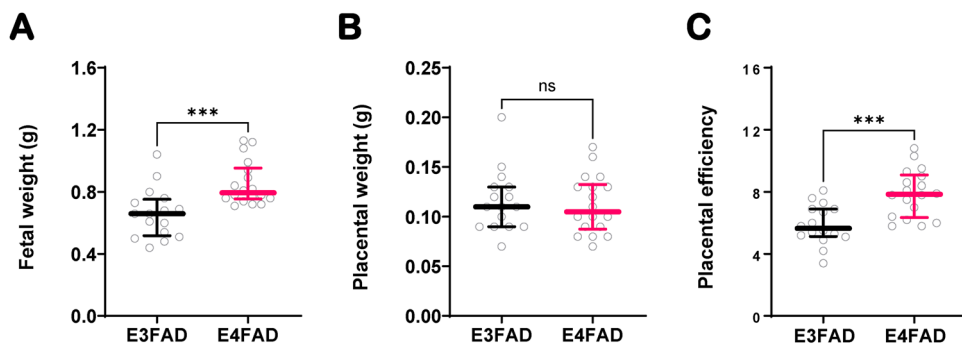 A
Fetal weight (g)
1.6
1.2
0.8
0.4
0.0
***
E3FAD E4FAD
B
Placental weight (g)
0.25
0.20
0.15
0.10
0.05
0.00
ns
E3FAD E4FAD
C
Placental efficiency
16
12
8
4
0
***
E3FAD E4FAD